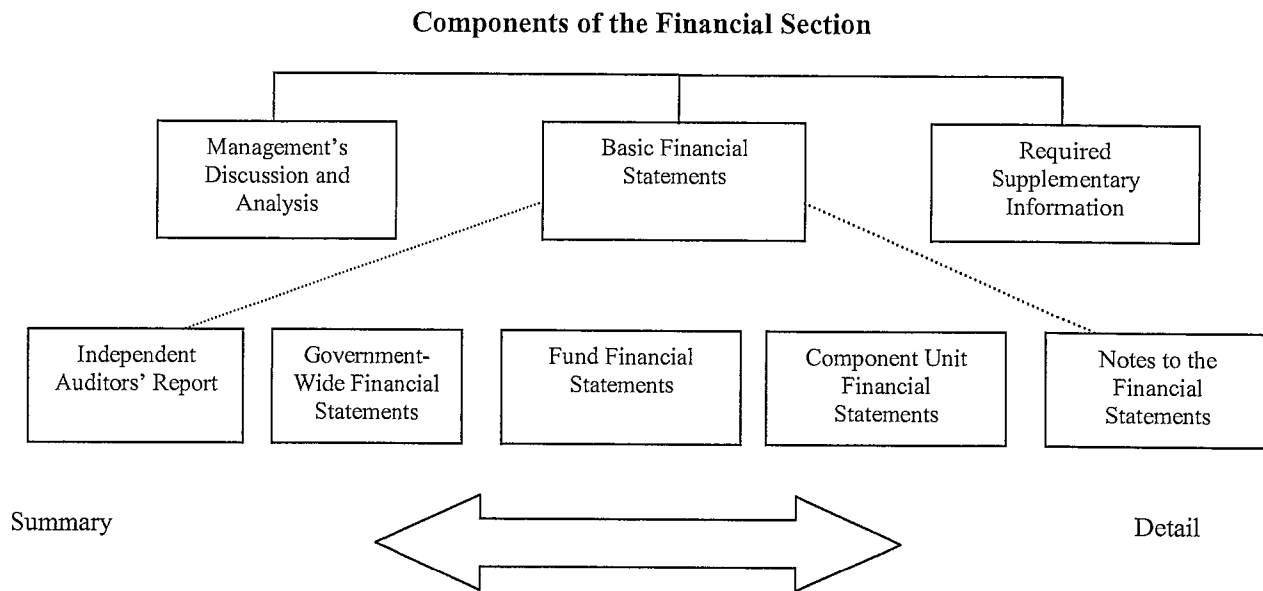 Components of the Financial Section
Management's
Discussion and
Analysis
Basic Financial
Statements
Required
Supplementary
Information
Independent
Auditors' Report
Government-
Wide Financial
Statements
Fund Financial
Statements
Component Unit
Financial
Statements
Notes to the
Financial
Statements
Summary
Detail